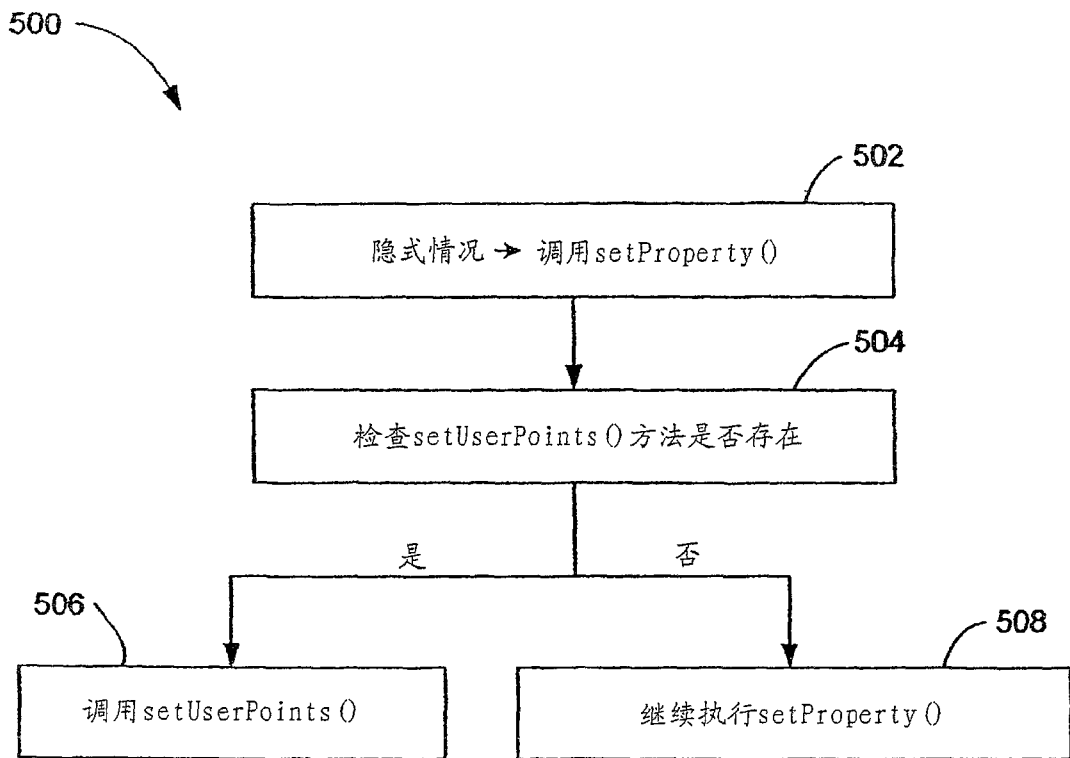 500
502
隐式情况→调用setProperty()
504
检查setUserPoints()方法是否存在
是
否
506
508
调用setUserPoints()
继续执行setProperty()